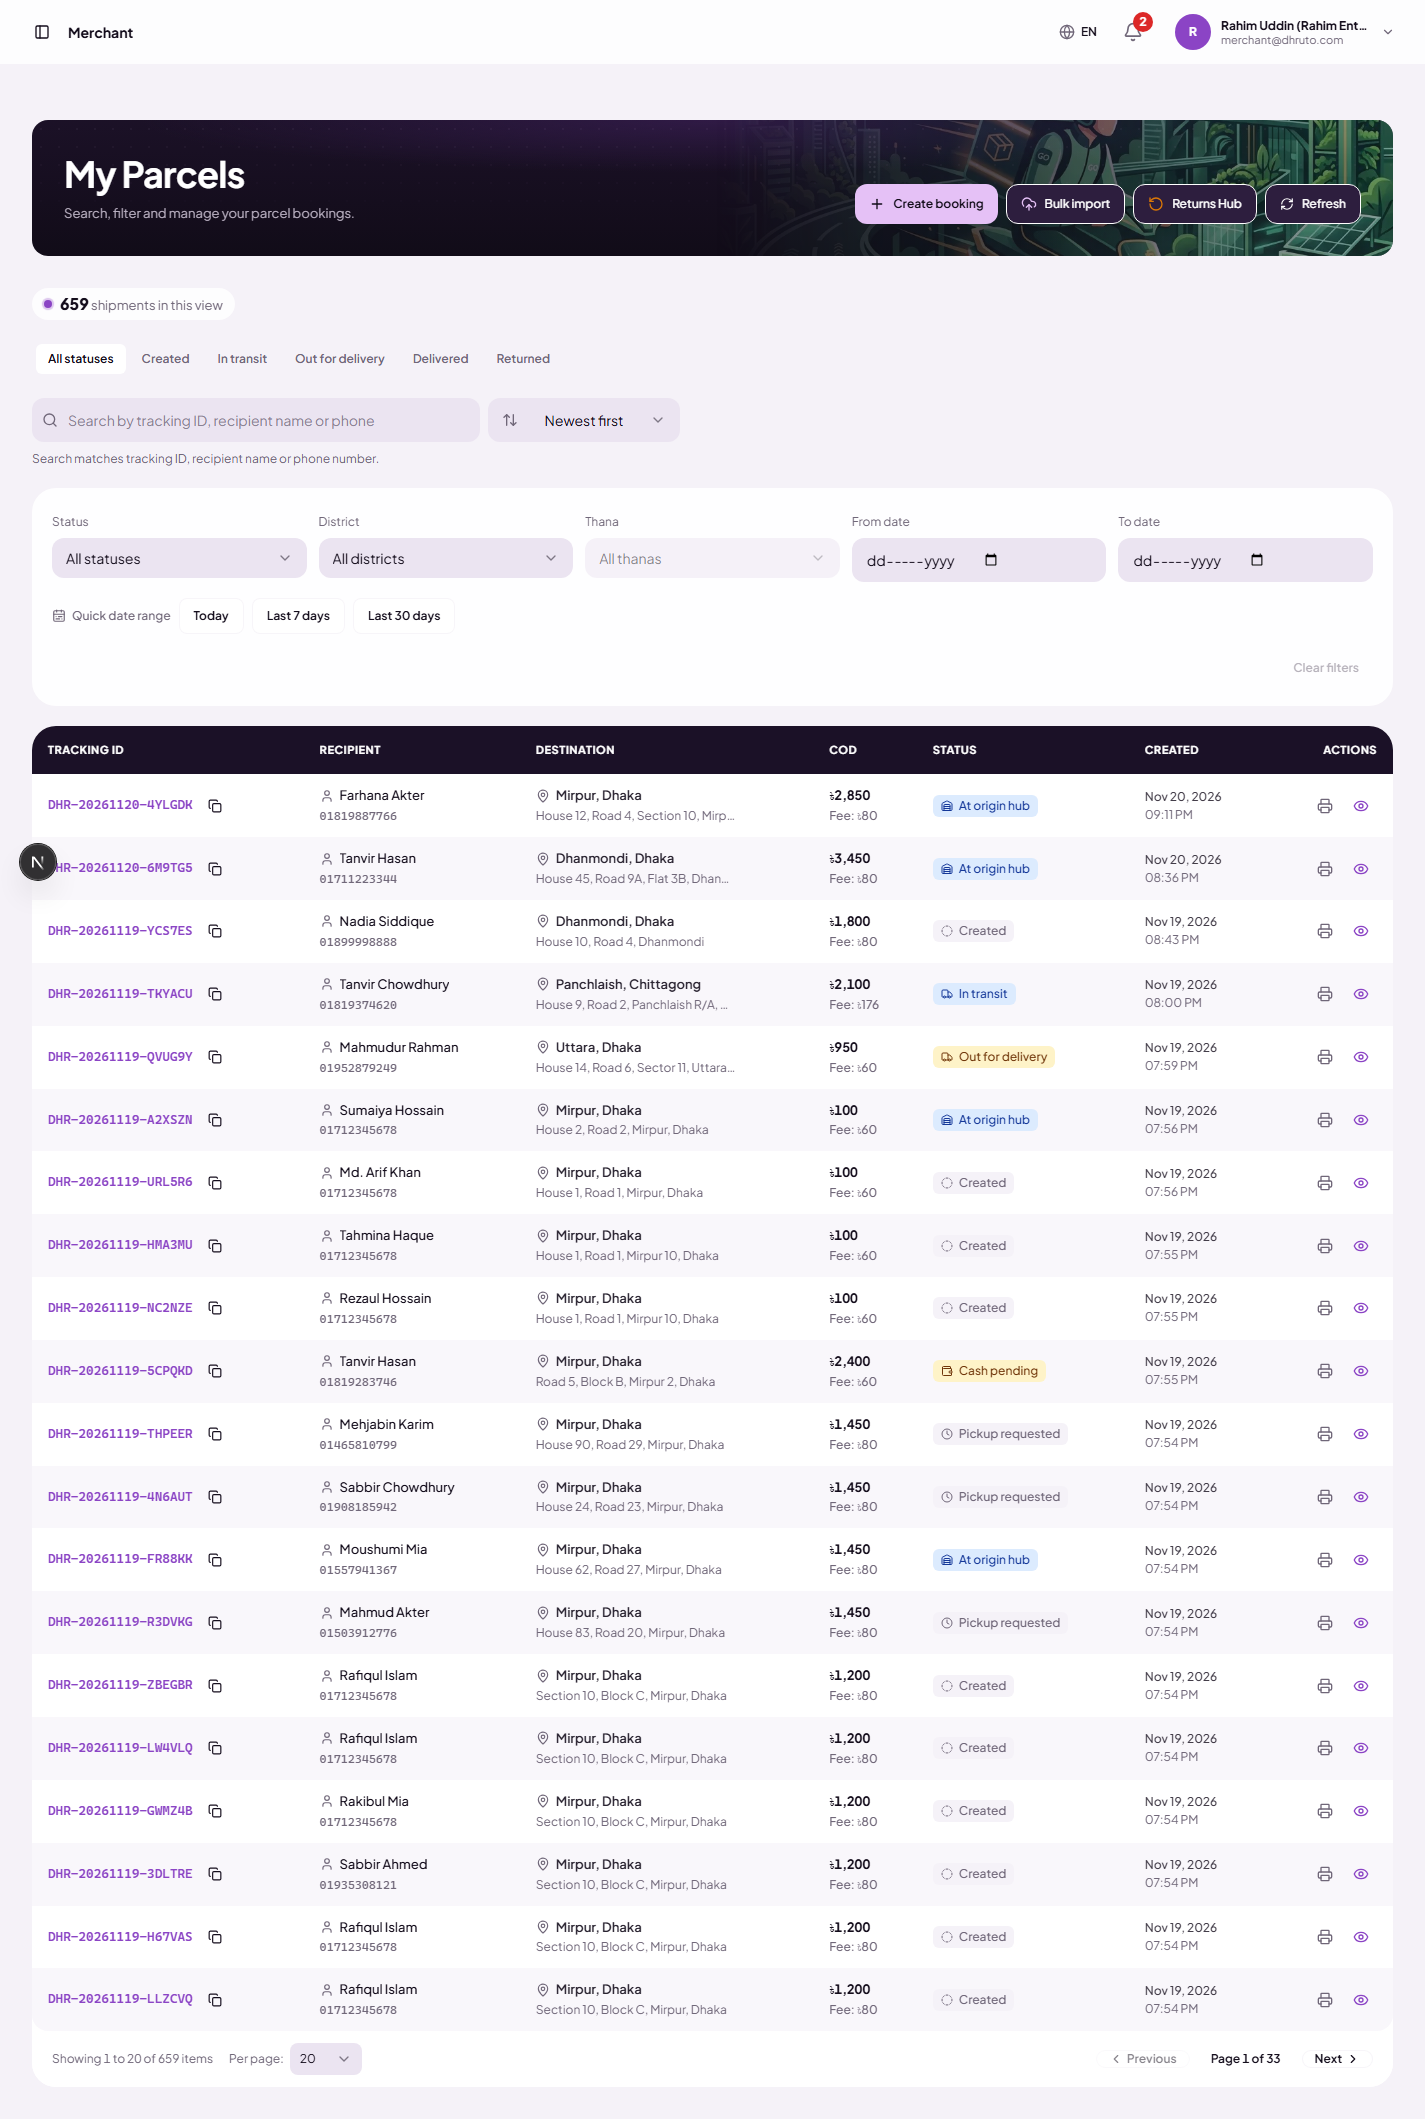 Merchant
EN
2
R
Rahim Uddin (Rahim Ent...
merchant@dhruto.com
My Parcels
Search, filter and manage your parcel bookings.
Create booking
Bulk import
Returns Hub
Refresh
659 shipments in this view
All statuses Created In transit Out for delivery Delivered Returned
Search by tracking ID, recipient name or phone
Newest first
Search matches tracking ID, recipient name or phone number.
Status District Thana From date To date
All statuses All districts All thanas dd-----yyyy dd-----yyyy
Quick date range Today Last 7 days Last 30 days
Clear filters
TRACKING ID RECIPIENT DESTINATION COD STATUS CREATED ACTIONS
DHR-20261120-4YLGDK Farhana Akter Mirpur, Dhaka ৳2,850 At origin hub Nov 20, 2026
01819887766 House 12, Road 4, Section 10, Mirp... Fee: ৳80 09:11 PM
N
HR-20261120-6M9TG5 Tanvir Hasan Dhanmondi, Dhaka ৳3,450 At origin hub Nov 20, 2026
01711223344 House 45, Road 9A, Flat 3B, Dhan... Fee: ৳80 08:36 PM
DHR-20261119-YCS7ES Nadia Siddique Dhanmondi, Dhaka ৳1,800 Created Nov 19, 2026
01899998888 House 10, Road 4, Dhanmondi Fee: ৳80 08:43 PM
DHR-20261119-TKYACU Tanvir Chowdhury Panchlaish, Chittagong ৳2,100 In transit Nov 19, 2026
01819374620 House 9, Road 2, Panchlaish R/A, ... Fee: ৳176 08:00 PM
DHR-20261119-QVUG9Y Mahmudur Rahman Uttara, Dhaka ৳950 Out for delivery Nov 19, 2026
01952879249 House 14, Road 6, Sector 11, Uttara... Fee: ৳60 07:59 PM
DHR-20261119-A2XSZN Sumaiya Hossain Mirpur, Dhaka ৳100 At origin hub Nov 19, 2026
01712345678 House 2, Road 2, Mirpur, Dhaka Fee: ৳60 07:56 PM
DHR-20261119-URL5R6 Md. Arif Khan Mirpur, Dhaka ৳100 Created Nov 19, 2026
01712345678 House 1, Road 1, Mirpur, Dhaka Fee: ৳60 07:56 PM
DHR-20261119-HMA3MU Tahmina Haque Mirpur, Dhaka ৳100 Created Nov 19, 2026
01712345678 House 1, Road 1, Mirpur 10, Dhaka Fee: ৳60 07:55 PM
DHR-20261119-NC2NZE Rezaul Hossain Mirpur, Dhaka ৳100 Created Nov 19, 2026
01712345678 House 1, Road 1, Mirpur 10, Dhaka Fee: ৳60 07:55 PM
DHR-20261119-5CPQKD Tanvir Hasan Mirpur, Dhaka ৳2,400 Cash pending Nov 19, 2026
01819283746 Road 5, Block B, Mirpur 2, Dhaka Fee: ৳60 07:55 PM
DHR-20261119-THPEER Mehjabin Karim Mirpur, Dhaka ৳1,450 Pickup requested Nov 19, 2026
01465810799 House 90, Road 29, Mirpur, Dhaka Fee: ৳80 07:54 PM
DHR-20261119-4N6AUT Sabbir Chowdhury Mirpur, Dhaka ৳1,450 Pickup requested Nov 19, 2026
01908185942 House 24, Road 23, Mirpur, Dhaka Fee: ৳80 07:54 PM
DHR-20261119-FR88KK Moushumi Mia Mirpur, Dhaka ৳1,450 At origin hub Nov 19, 2026
01557941367 House 62, Road 27, Mirpur, Dhaka Fee: ৳80 07:54 PM
DHR-20261119-R3DVKG Mahmud Akter Mirpur, Dhaka ৳1,450 Pickup requested Nov 19, 2026
01503912776 House 83, Road 20, Mirpur, Dhaka Fee: ৳80 07:54 PM
DHR-20261119-ZBEGBR Rafiqul Islam Mirpur, Dhaka ৳1,200 Created Nov 19, 2026
01712345678 Section 10, Block C, Mirpur, Dhaka Fee: ৳80 07:54 PM
DHR-20261119-LW4VLQ Rafiqul Islam Mirpur, Dhaka ৳1,200 Created Nov 19, 2026
01712345678 Section 10, Block C, Mirpur, Dhaka Fee: ৳80 07:54 PM
DHR-20261119-GWMZ4B Rakibul Mia Mirpur, Dhaka ৳1,200 Created Nov 19, 2026
01712345678 Section 10, Block C, Mirpur, Dhaka Fee: ৳80 07:54 PM
DHR-20261119-3DLTRE Sabbir Ahmed Mirpur, Dhaka ৳1,200 Created Nov 19, 2026
01935308121 Section 10, Block C, Mirpur, Dhaka Fee: ৳80 07:54 PM
DHR-20261119-H67VAS Rafiqul Islam Mirpur, Dhaka ৳1,200 Created Nov 19, 2026
01712345678 Section 10, Block C, Mirpur, Dhaka Fee: ৳80 07:54 PM
DHR-20261119-LLZCVQ Rafiqul Islam Mirpur, Dhaka ৳1,200 Created Nov 19, 2026
01712345678 Section 10, Block C, Mirpur, Dhaka Fee: ৳80 07:54 PM
Showing 1 to 20 of 659 items Per page: 20 Previous Page 1 of 33 Next